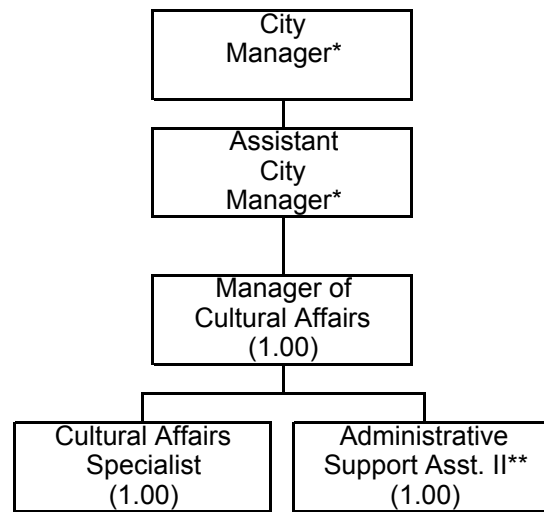 City
Manager*
Assistant
City
Manager*
Manager of
Cultural Affairs
(1.00)
Cultural Affairs
Specialist
(1.00)
Administrative
Support Asst. II**
(1.00)